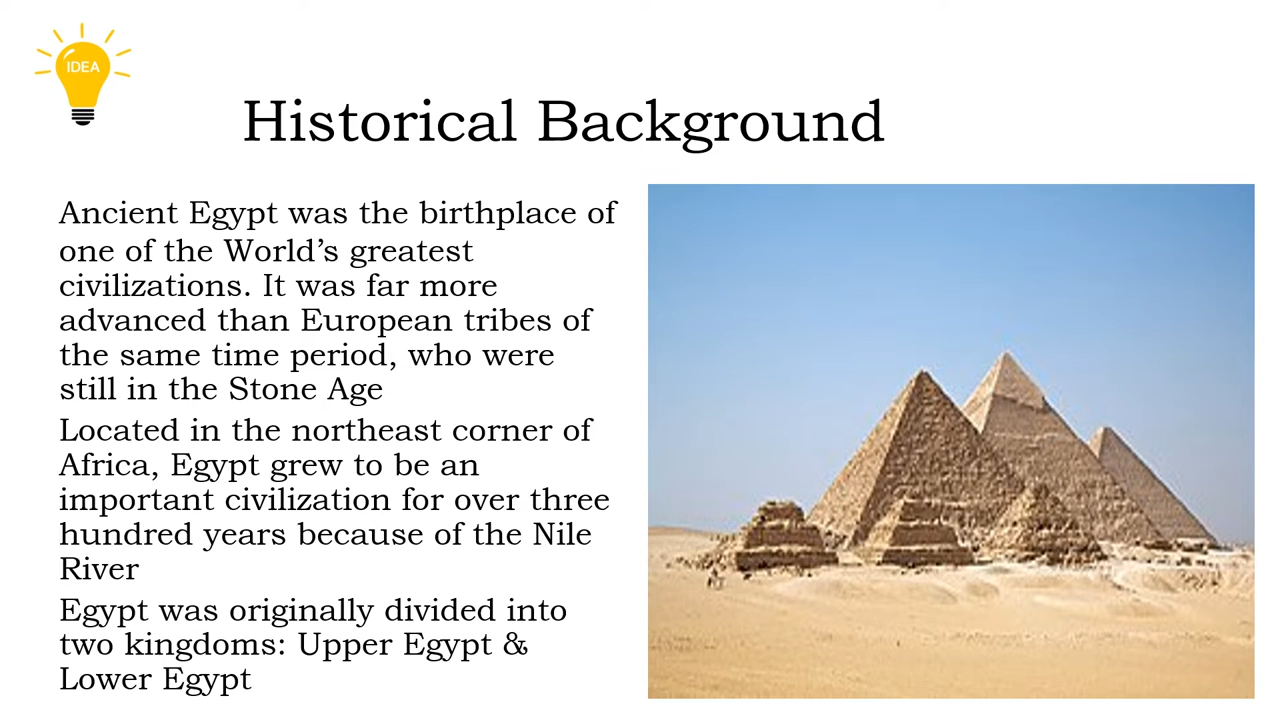 IDEA
Historical Background
Ancient Egypt was the birthplace of
one of the World’s greatest
civilizations. It was far more
advanced than European tribes of
the same time period, who were
still in the Stone Age
Located in the northeast corner of
Africa, Egypt grew to be an
important civilization for over three
hundred years because of the Nile
River
Egypt was originally divided into
two kingdoms: Upper Egypt &
Lower Egypt